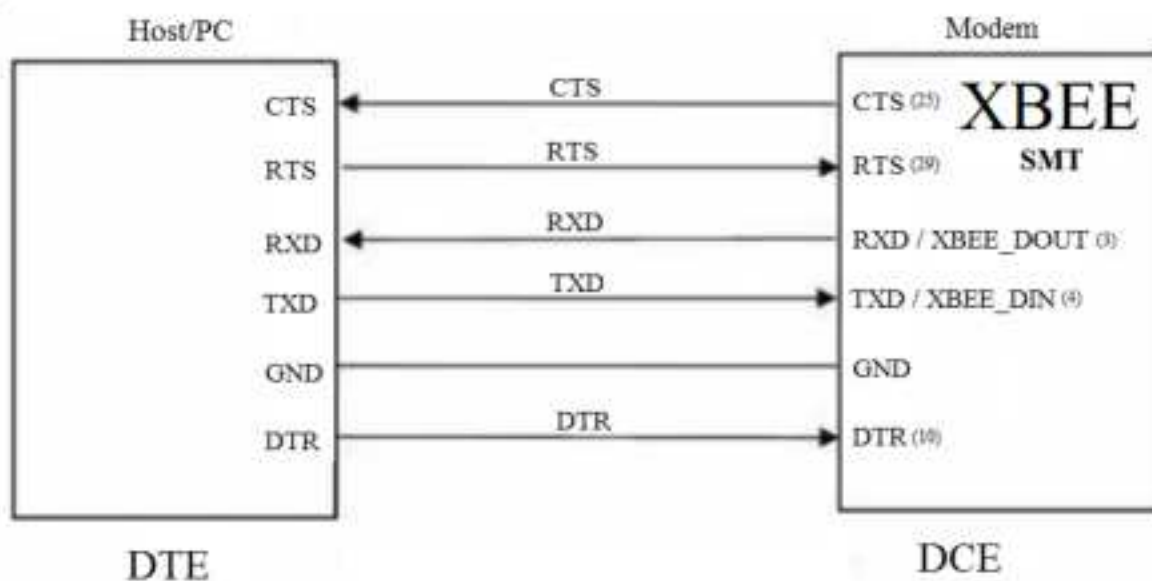 Host/PC
Modem
CTS
CTS
CTS (25)
XBEE
SMT
RTS
RTS
RTS (29)
RXD
RXD
RXD / XBEE_DOUT (3)
TXD
TXD
TXD / XBEE_DIN (4)
GND
GND
DTR
DTR
DTR (10)
DTE
DCE